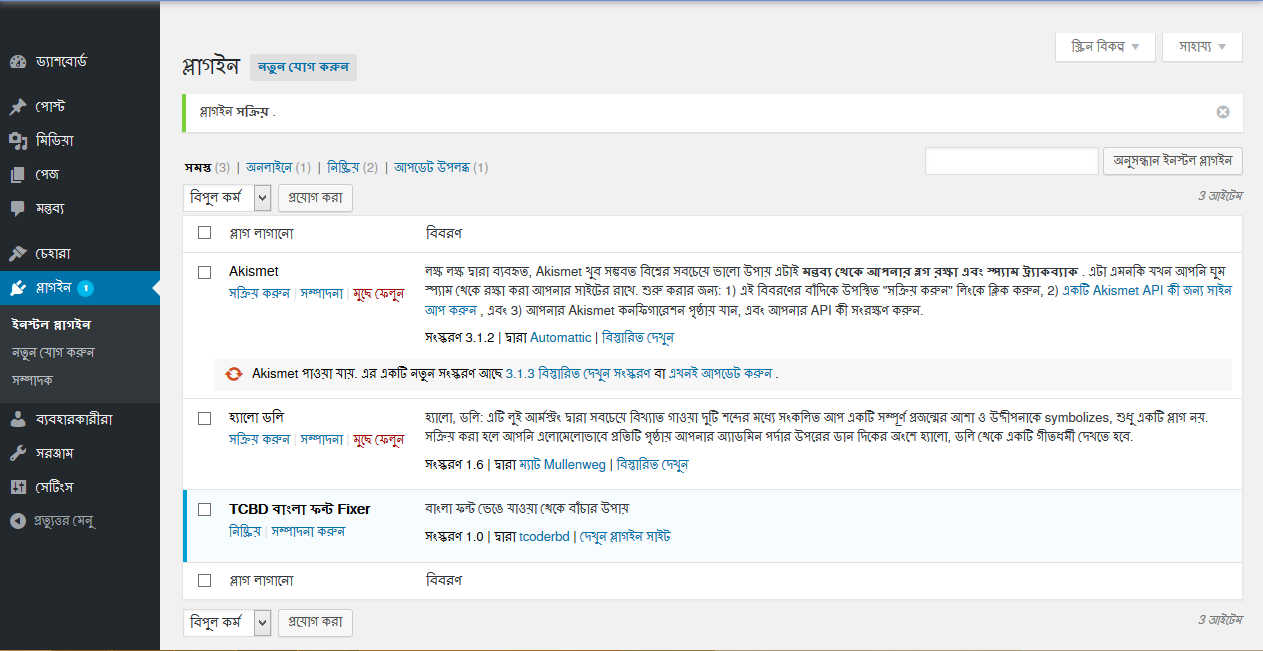 ড্যাশবোর্ড
পোস্ট
মিডিয়া
পেজ
মন্তব্য
চেহারা
প্লাগইন 1
ইনস্টল প্লাগইন
নতুন যোগ করুন
সম্পাদক
ব্যবহারকারীরা
সরঞ্জাম
সেটিংস
প্রত্যুত্তর মেনু
স্ক্রিন বিকল্প
সাহায্য
প্লাগইন নতুন যোগ করুন
প্লাগইন সক্রিয় .
সমস্ত (3) | অনলাইনে (1) | নিষ্ক্রিয় (2) | আপডেট উপলব্ধ (1)
অনুসন্ধান ইনস্টল প্লাগইন
বিপুল কর্ম প্রয়োগ করা
3 আইটেম
প্লাগ লাগানো বিবরণ
Akismet
সক্রিয় করুন | সম্পাদনা | মুছে ফেলুন
লক্ষ লক্ষ দ্বারা ব্যবহৃত, Akismet খুব সম্ভবত বিশ্বের সবচেয়ে ভালো উপায় এটাই মন্তব্য থেকে আপনার ব্লগ রক্ষা এবং স্প্যাম ট্র্যাকব্যাক . এটা এমনকি যখন আপনি ঘুম
স্প্যাম থেকে রক্ষা করা আপনার সাইটের রাখে. শুরু করার জন্য: 1) এই বিবরণের বাঁদিকে উপস্থিত "সক্রিয় করুন" লিংকে ক্লিক করুন, 2) একটি Akismet API কী জন্য সাইন
আপ করুন , এবং 3) আপনার Akismet কনফিগারেশন পৃষ্ঠায় যান, এবং আপনার API কী সংরক্ষণ করুন.
সংস্করণ 3.1.2 | দ্বারা Automattic | বিস্তারিত দেখুন
Akismet পাওয়া যায়. এর একটি নতুন সংস্করণ আছে 3.1.3 বিস্তারিত দেখুন সংস্করণ বা এখনই আপডেট করুন .
হ্যালো ডলি
সক্রিয় করুন | সম্পাদনা | মুছে ফেলুন
হ্যালো, ডলি: এটি লুই আর্মস্টং দ্বারা সবচেয়ে বিখ্যাত গাওয়া দুটি শব্দের মধ্যে সংকলিত আপ একটি সম্পূর্ণ প্রজন্মের আশা ও উদ্দীপনাকে symbolizes, শুধু একটি প্লাগ নয়.
সক্রিয় করা হলে আপনি এলোমেলোভাবে প্রতিটি পৃষ্ঠায় আপনার অ্যাডমিন পর্দার উপরের ডান দিকের অংশে হ্যালো, ডলি থেকে একটি গীতধর্মী দেখতে হবে.
সংস্করণ 1.6 | দ্বারা ম্যাট Mullenweg | বিস্তারিত দেখুন
TCBD বাংলা ফন্ট Fixer
নিষ্ক্রিয় | সম্পাদনা করুন
বাংলা ফন্ট ভেঙে যাওয়া থেকে বাঁচার উপায়
সংস্করণ 1.0 | দ্বারা tcoderbd | দেখুন প্লাগইন সাইট
প্লাগ লাগানো বিবরণ
বিপুল কর্ম প্রয়োগ করা
3 আইটেম